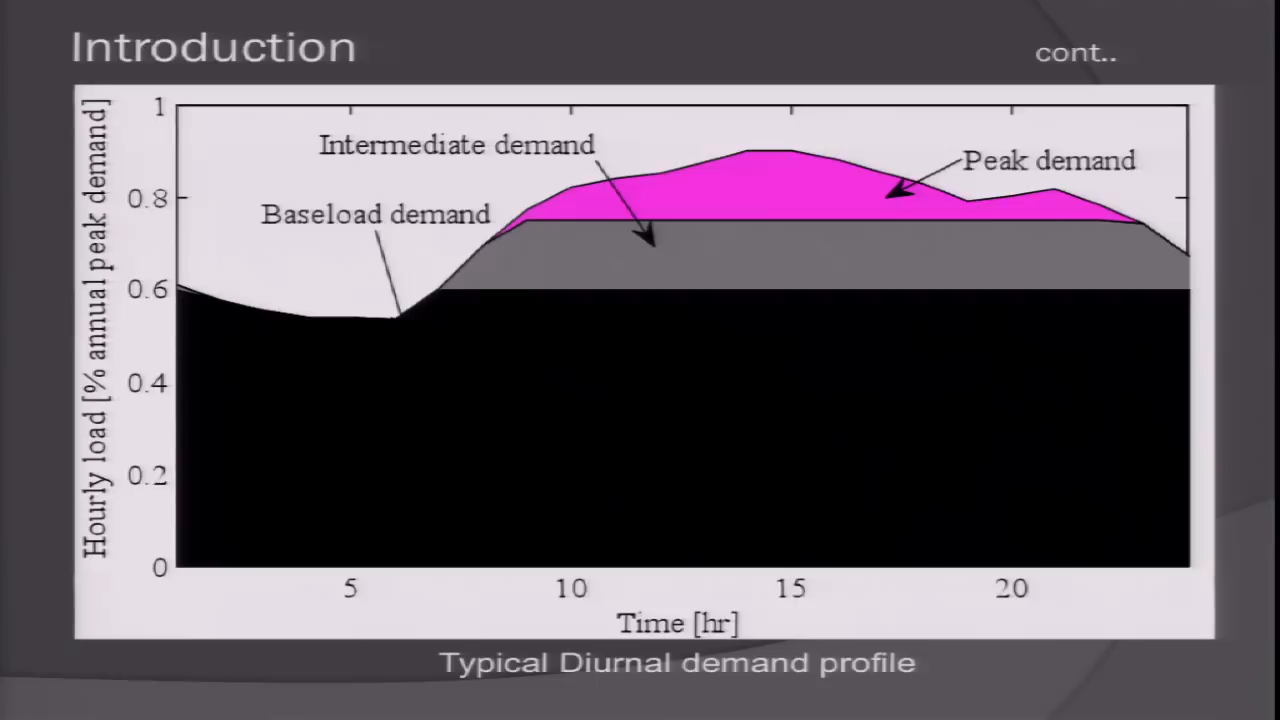 Introduction
cont..
Hourly load [% annual peak demand]
1
0.8
0.6
0.4
0.2
0
Intermediate demand
Peak demand
Baseload demand
5 10 15 20
Time [hr]
Typical Diurnal demand profile